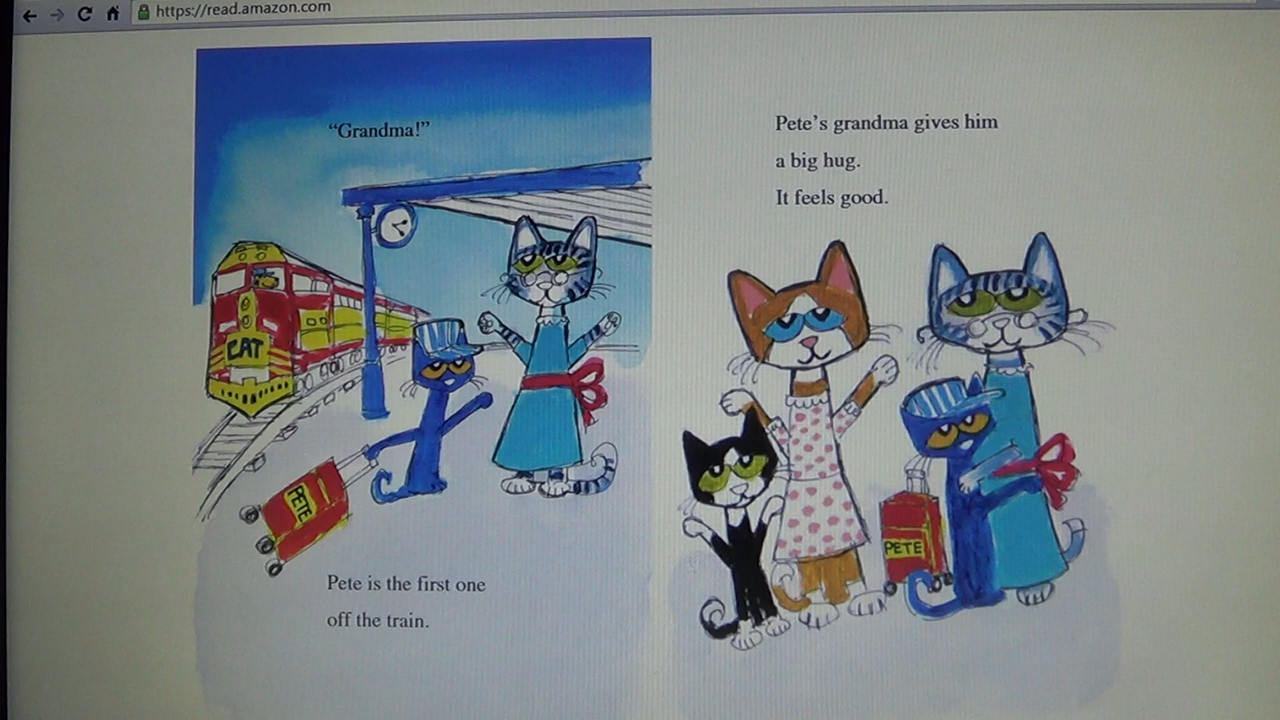 https://read.amazon.com
“Grandma!”
CAT
PETE
Pete is the first one
off the train.
Pete’s grandma gives him
a big hug.
It feels good.
PETE